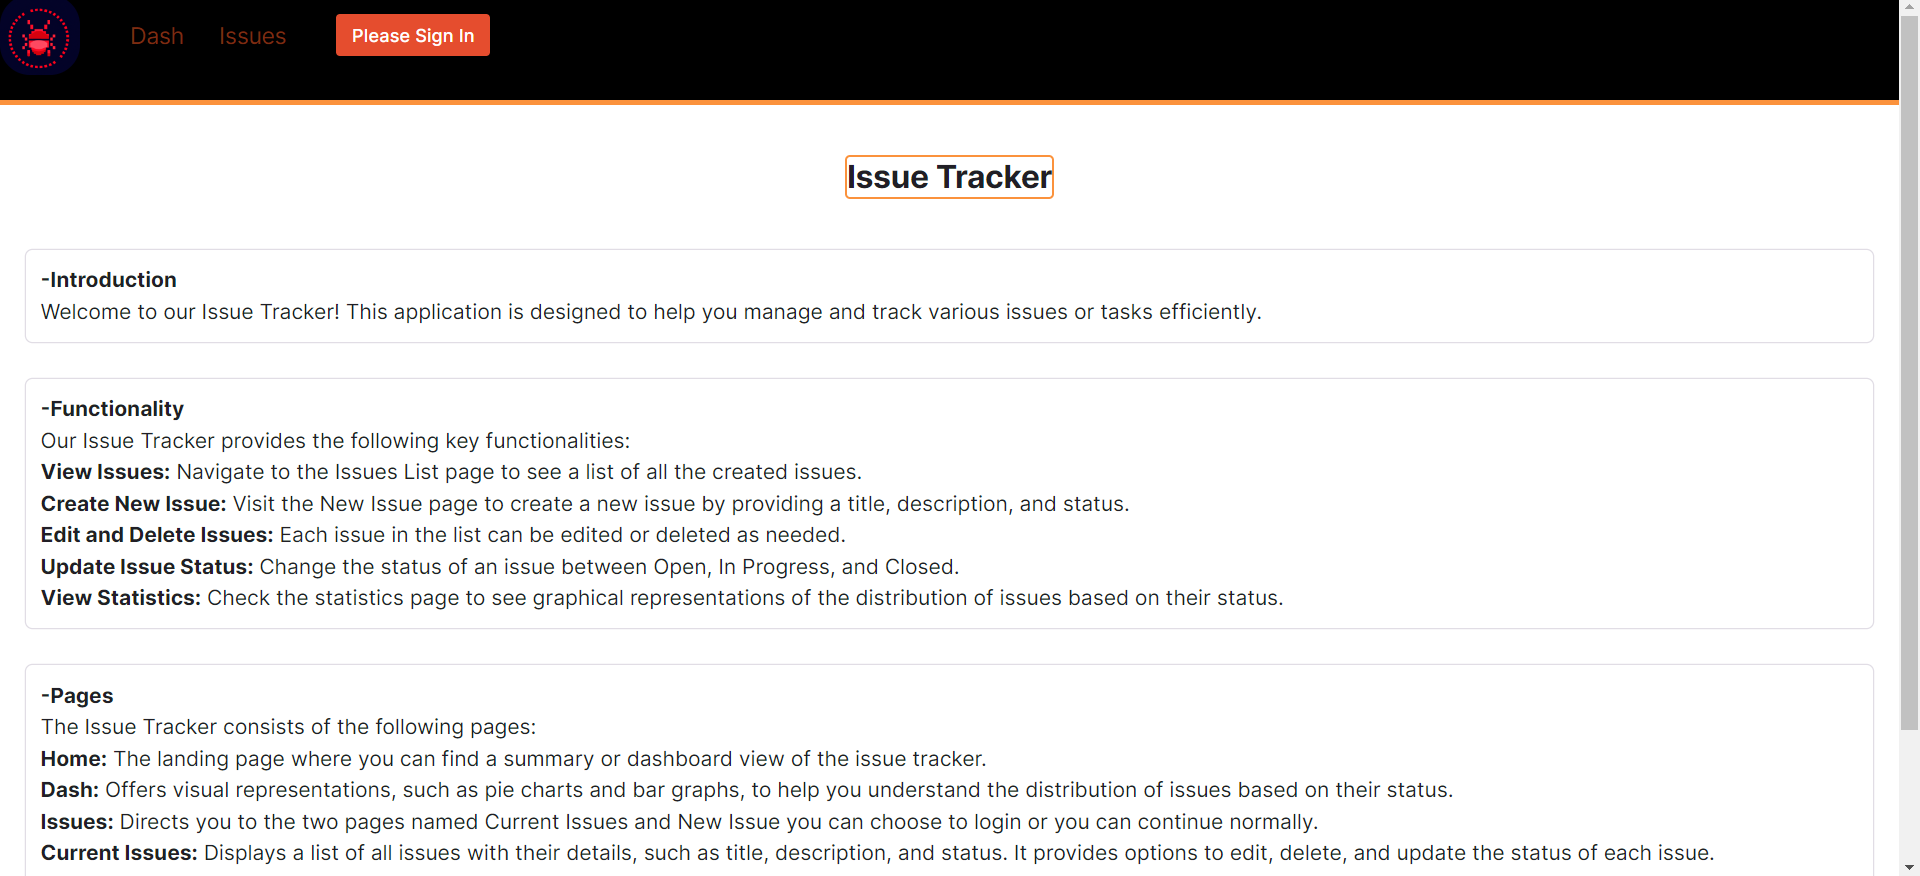 Dash Issues Please Sign In
Issue Tracker
-Introduction
Welcome to our Issue Tracker! This application is designed to help you manage and track various issues or tasks efficiently.
-Functionality
Our Issue Tracker provides the following key functionalities:
View Issues: Navigate to the Issues List page to see a list of all the created issues.
Create New Issue: Visit the New Issue page to create a new issue by providing a title, description, and status.
Edit and Delete Issues: Each issue in the list can be edited or deleted as needed.
Update Issue Status: Change the status of an issue between Open, In Progress, and Closed.
View Statistics: Check the statistics page to see graphical representations of the distribution of issues based on their status.
-Pages
The Issue Tracker consists of the following pages:
Home: The landing page where you can find a summary or dashboard view of the issue tracker.
Dash: Offers visual representations, such as pie charts and bar graphs, to help you understand the distribution of issues based on their status.
Issues: Directs you to the two pages named Current Issues and New Issue you can choose to login or you can continue normally.
Current Issues: Displays a list of all issues with their details, such as title, description, and status. It provides options to edit, delete, and update the status of each issue.